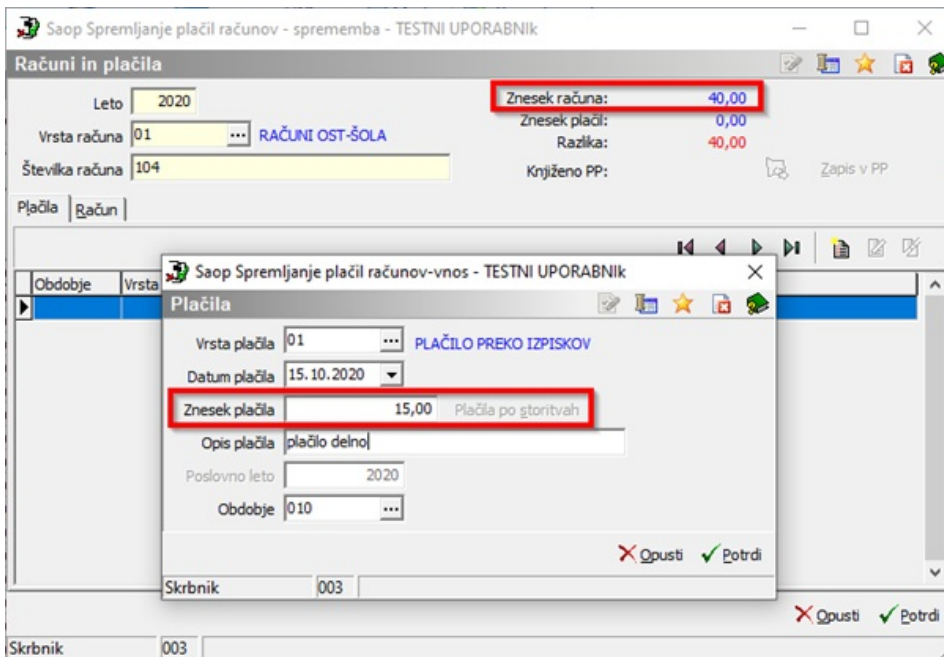 Saop Spremljanje plačil računov - sprememba - TESTNI UPORABNIk
Računi in plačila
Leto 2020
Znesek računa: 40,00
Vrsta računa 01 ... RAČUNI OST-ŠOLA
Znesek plačil: 0,00
Razlika: 40,00
Številka računa 104
Knjiženo PP: Zapis v PP
Plačila Račun
Obdobje Vrsta
Saop Spremljanje plačil računov-vnos - TESTNI UPORABNIk
Plačila
Vrsta plačila 01 ... PLAČILO PREKO IZPISKOV
Datum plačila 15.10.2020
Znesek plačila 15,00 Plačila po storitvah
Opis plačila plačilo delno
Poslovno leto 2020
Obdobje 010 ...
Opusti Potrdi
Skrbnik 003
Opusti Potrdi
Skrbnik 003